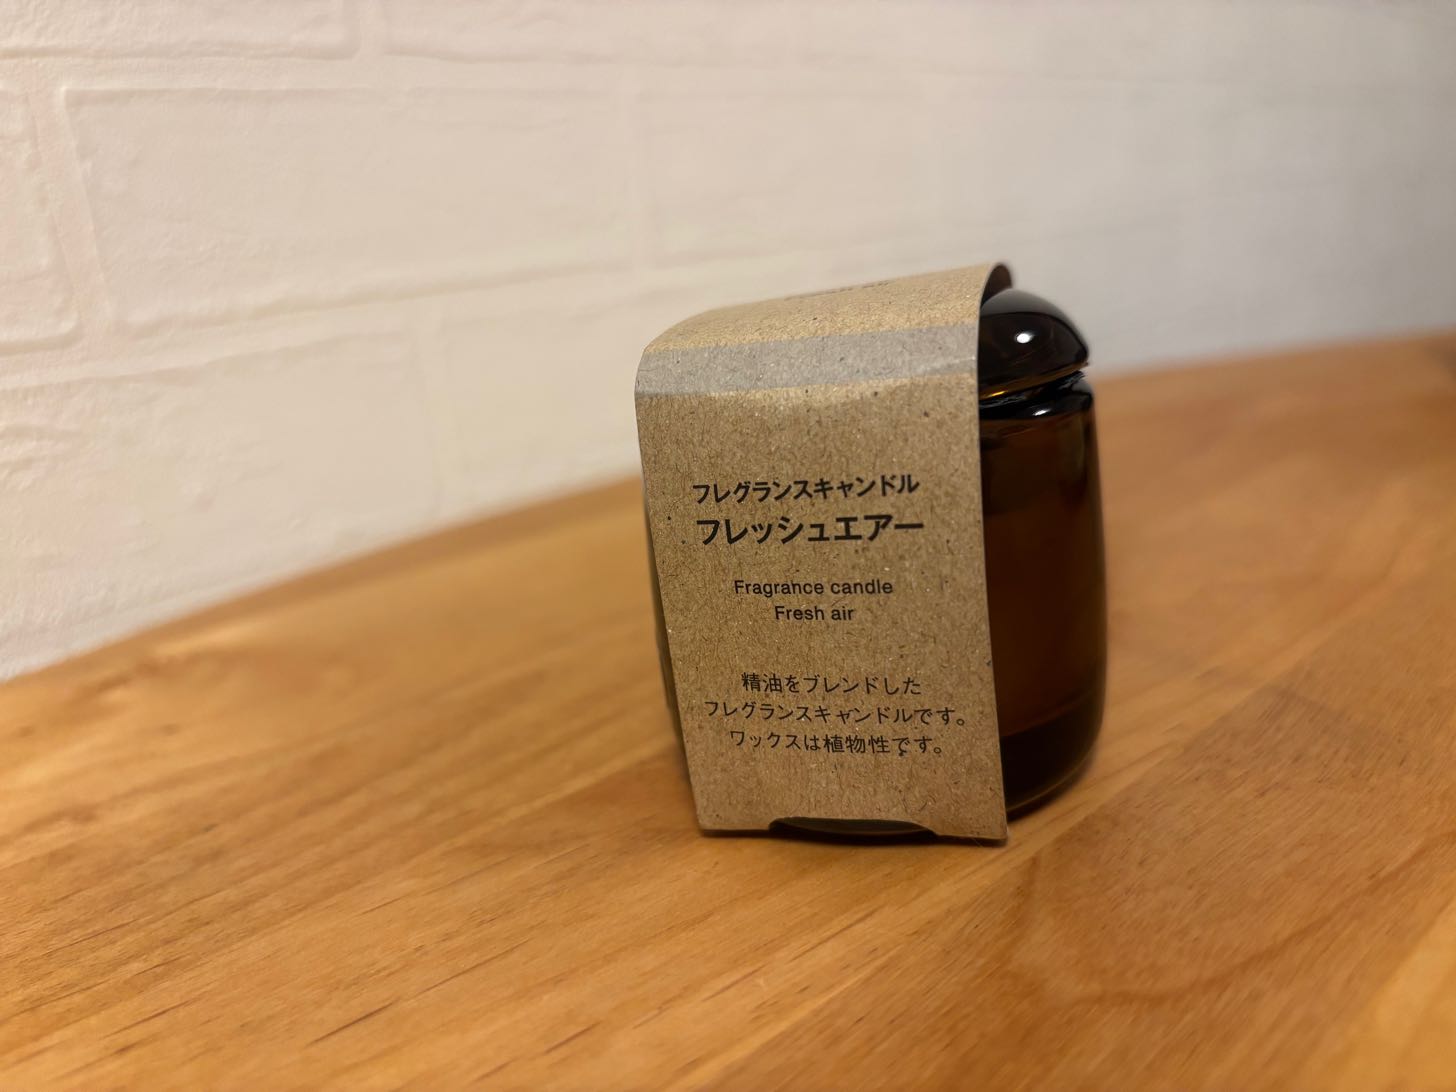 フレグランスキャンドル
フレッシュエアー
Fragrance candle
Fresh air
精油をブレンドした
フレグランスキャンドルです。
ワックスは植物性です。